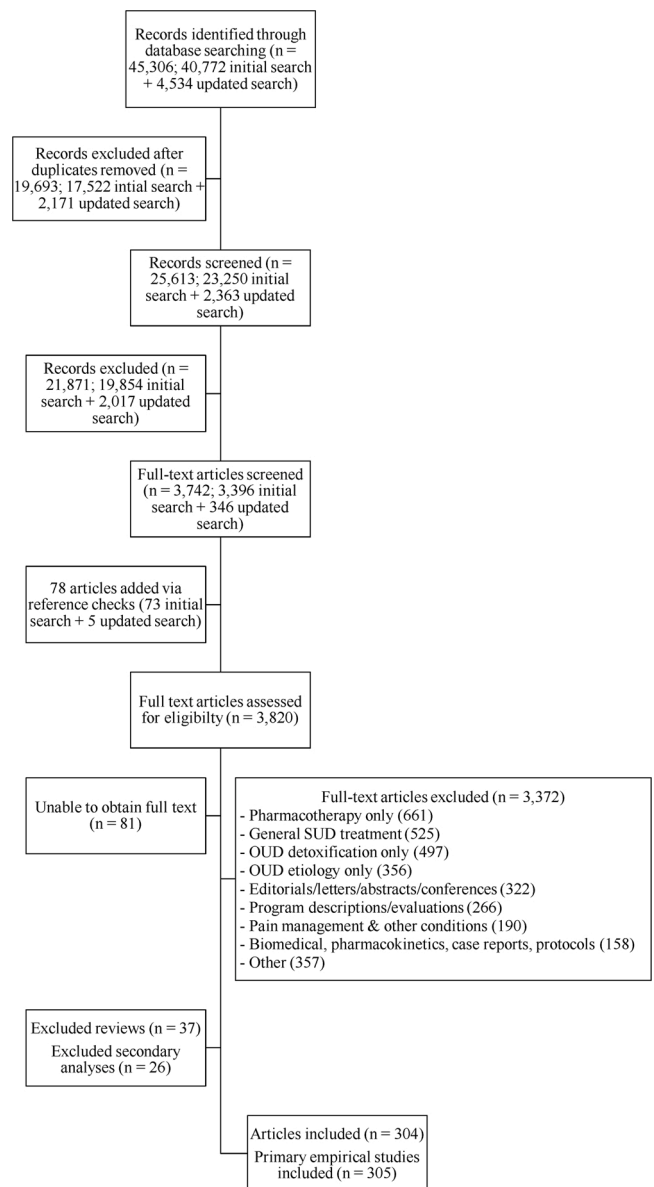 Records identified through
database searching (n =
45,306; 40,772 initial search
+ 4,534 updated search)
Records excluded after
duplicates removed (n =
19,693; 17,522 intial search +
2,171 updated search)
Records screened (n =
25,613; 23,250 initial
search + 2,363 updated
search)
Records excluded (n =
21,871; 19,854 initial
search + 2,017 updated
search)
Full-text articles screened
(n = 3,742; 3,396 initial
search + 346 updated
search)
78 articles added via
reference checks (73 initial
search + 5 updated search)
Full text articles assessed
for eligibilty (n = 3,820)
Unable to obtain full text
(n = 81)
Full-text articles excluded (n = 3,372)
- Pharmacotherapy only (661)
- General SUD treatment (525)
- OUD detoxification only (497)
- OUD etiology only (356)
- Editorials/letters/abstracts/conferences (322)
- Program descriptions/evaluations (266)
- Pain management & other conditions (190)
- Biomedical, pharmacokinetics, case reports, protocols (158)
- Other (357)
Excluded reviews (n = 37)
Excluded secondary
analyses (n = 26)
Articles included (n = 304)
Primary empirical studies
included (n = 305)